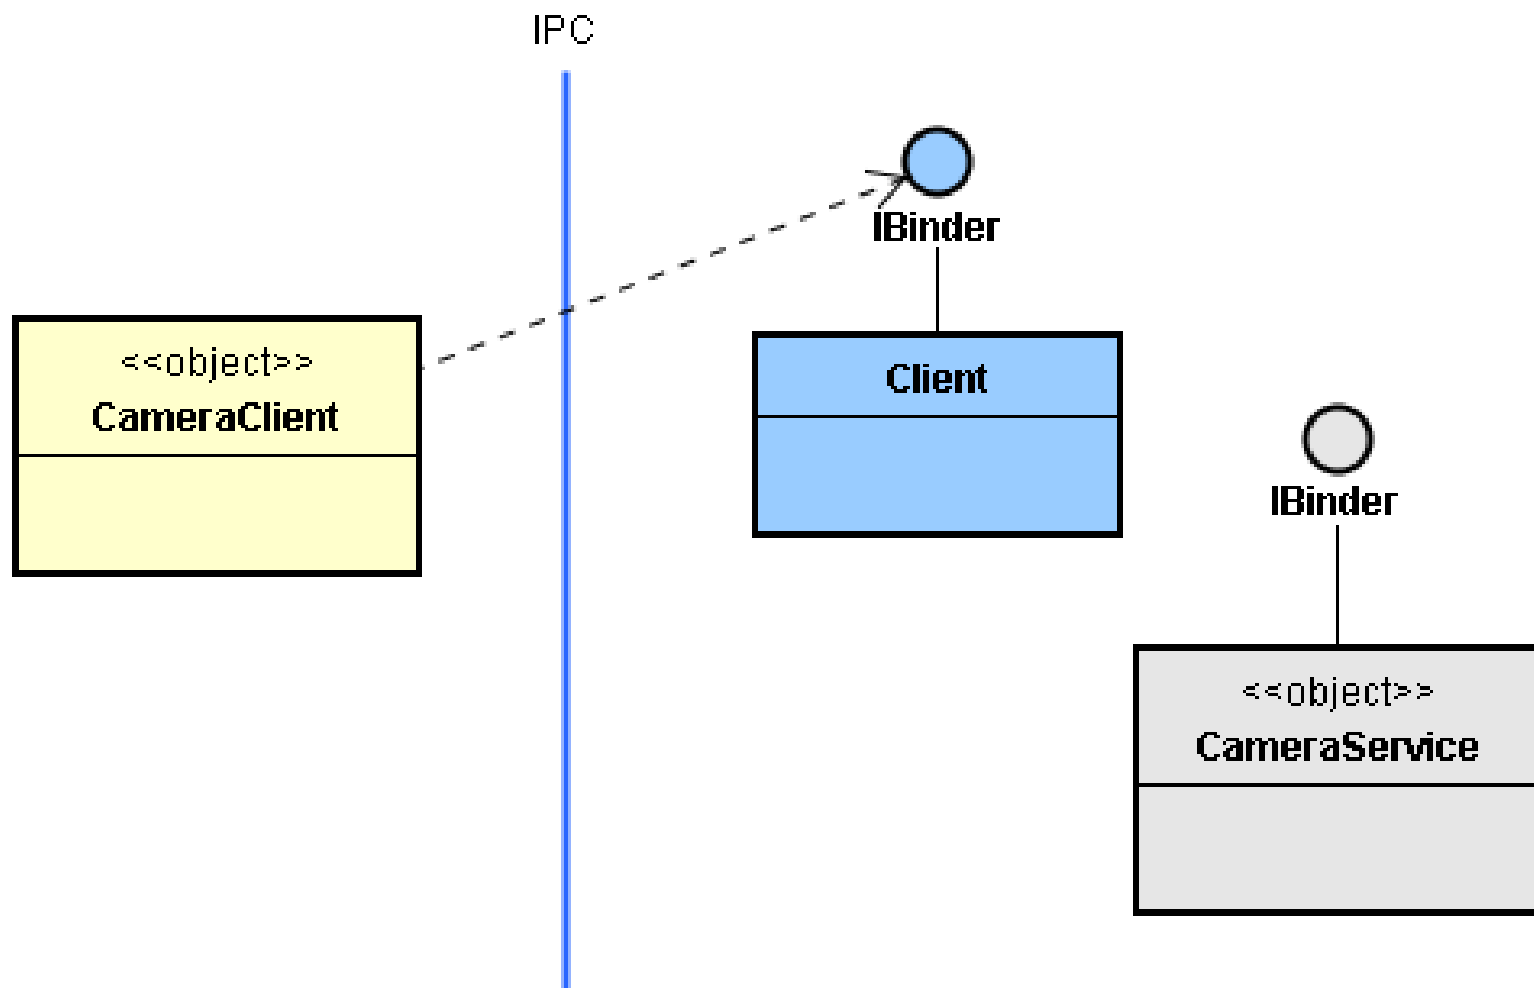 IPC
IBinder
<<object>>
CameraClient
Client
IBinder
<<object>>
CameraService